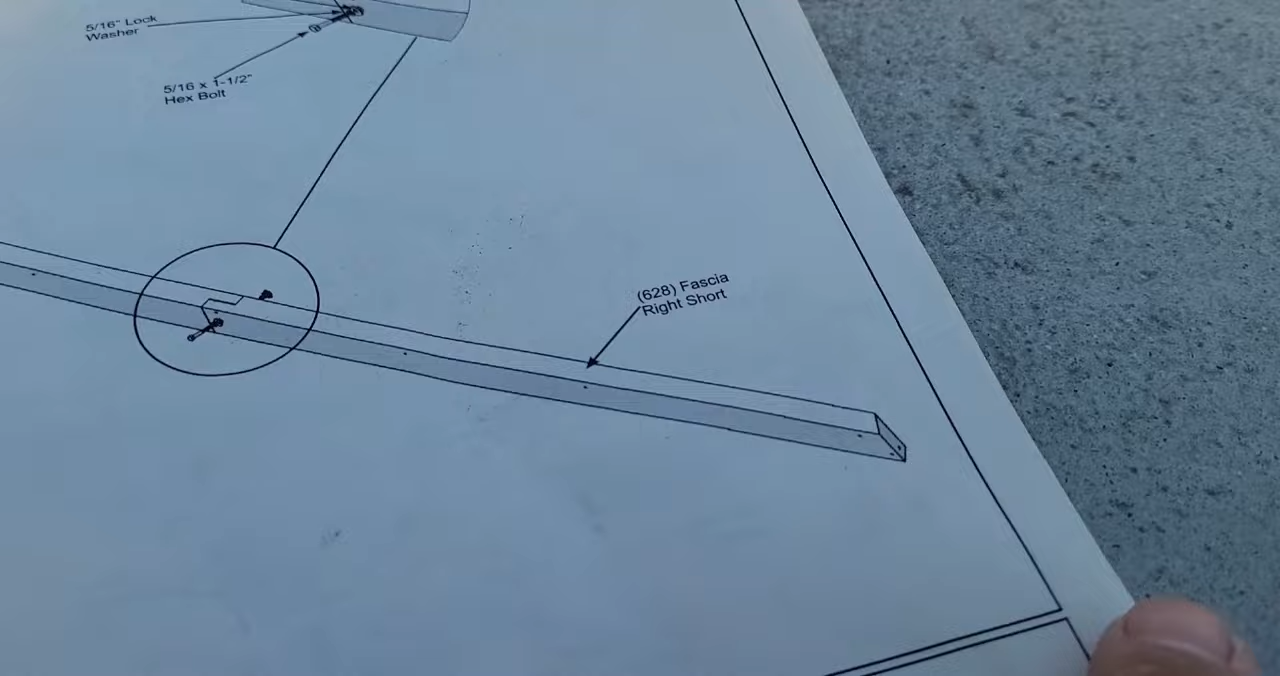 5/16" Lock
Washer
5/16 x 1-1/2"
Hex Bolt
(628) Fascia
Right Short